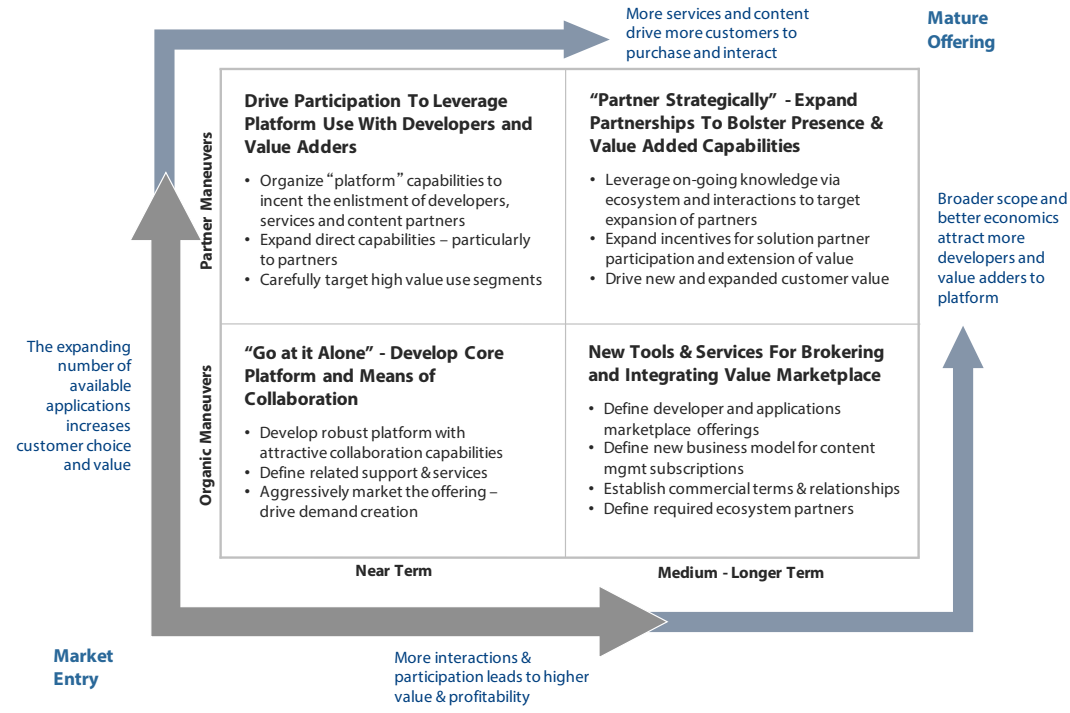 More services and content
drive more customers to
purchase and interact
Mature
Offering
Partner Maneuvers
Drive Participation To Leverage
Platform Use With Developers and
Value Adders
• Organize “platform” capabilities to
incent the enlistment of developers,
services and content partners
• Expand direct capabilities – particularly
to partners
• Carefully target high value use segments
“Partner Strategically” - Expand
Partnerships To Bolster Presence &
Value Added Capabilities
• Leverage on-going knowledge via
ecosystem and interactions to target
expansion of partners
• Expand incentives for solution partner
participation and extension of value
• Drive new and expanded customer value
Broader scope and
better economics
attract more
developers and
value adders to
platform
The expanding
number of
available
applications
increases
customer choice
and value
Organic Maneuvers
“Go at it Alone” - Develop Core
Platform and Means of
Collaboration
• Develop robust platform with
attractive collaboration capabilities
• Define related support & services
• Aggressively market the offering –
drive demand creation
New Tools & Services For Brokering
and Integrating Value Marketplace
• Define developer and applications
marketplace offerings
• Define new business model for content
mgmt subscriptions
• Establish commercial terms & relationships
• Define required ecosystem partners
Near Term
Medium - Longer Term
Market
Entry
More interactions &
participation leads to higher
value & profitability